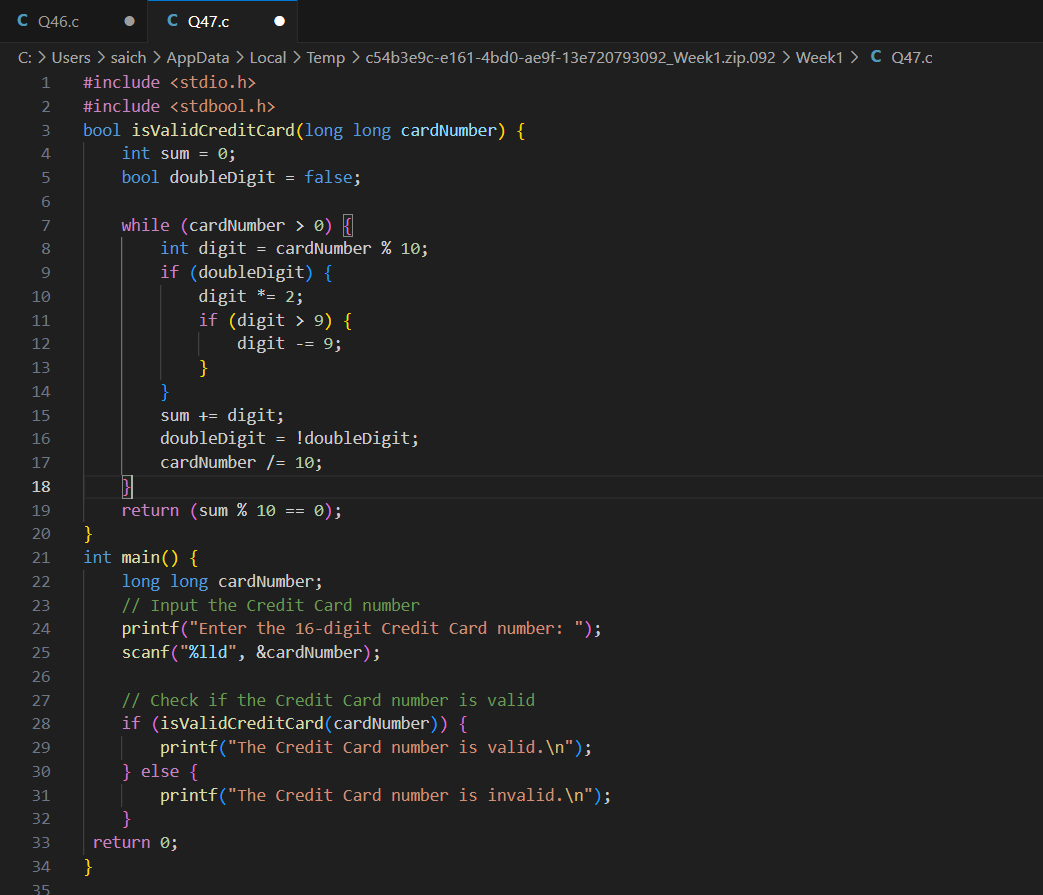 C Q46.c ● C Q47.c ●
C: > Users > saich > AppData > Local > Temp > c54b3e9c-e161-4bd0-ae9f-13e720793092_Week1.zip.092 > Week1 > C Q47.c
1 #include <stdio.h>
2 #include <stdbool.h>
3 bool isValidCreditCard(long long cardNumber) {
4     int sum = 0;
5     bool doubleDigit = false;
6
7     while (cardNumber > 0) {
8         int digit = cardNumber % 10;
9         if (doubleDigit) {
10             digit *= 2;
11             if (digit > 9) {
12                 digit -= 9;
13             }
14         }
15         sum += digit;
16         doubleDigit = !doubleDigit;
17         cardNumber /= 10;
18     }
19     return (sum % 10 == 0);
20 }
21 int main() {
22     long long cardNumber;
23     // Input the Credit Card number
24     printf("Enter the 16-digit Credit Card number: ");
25     scanf("%lld", &cardNumber);
26
27     // Check if the Credit Card number is valid
28     if (isValidCreditCard(cardNumber)) {
29         printf("The Credit Card number is valid.\n");
30     } else {
31         printf("The Credit Card number is invalid.\n");
32     }
33  return 0;
34 }
35